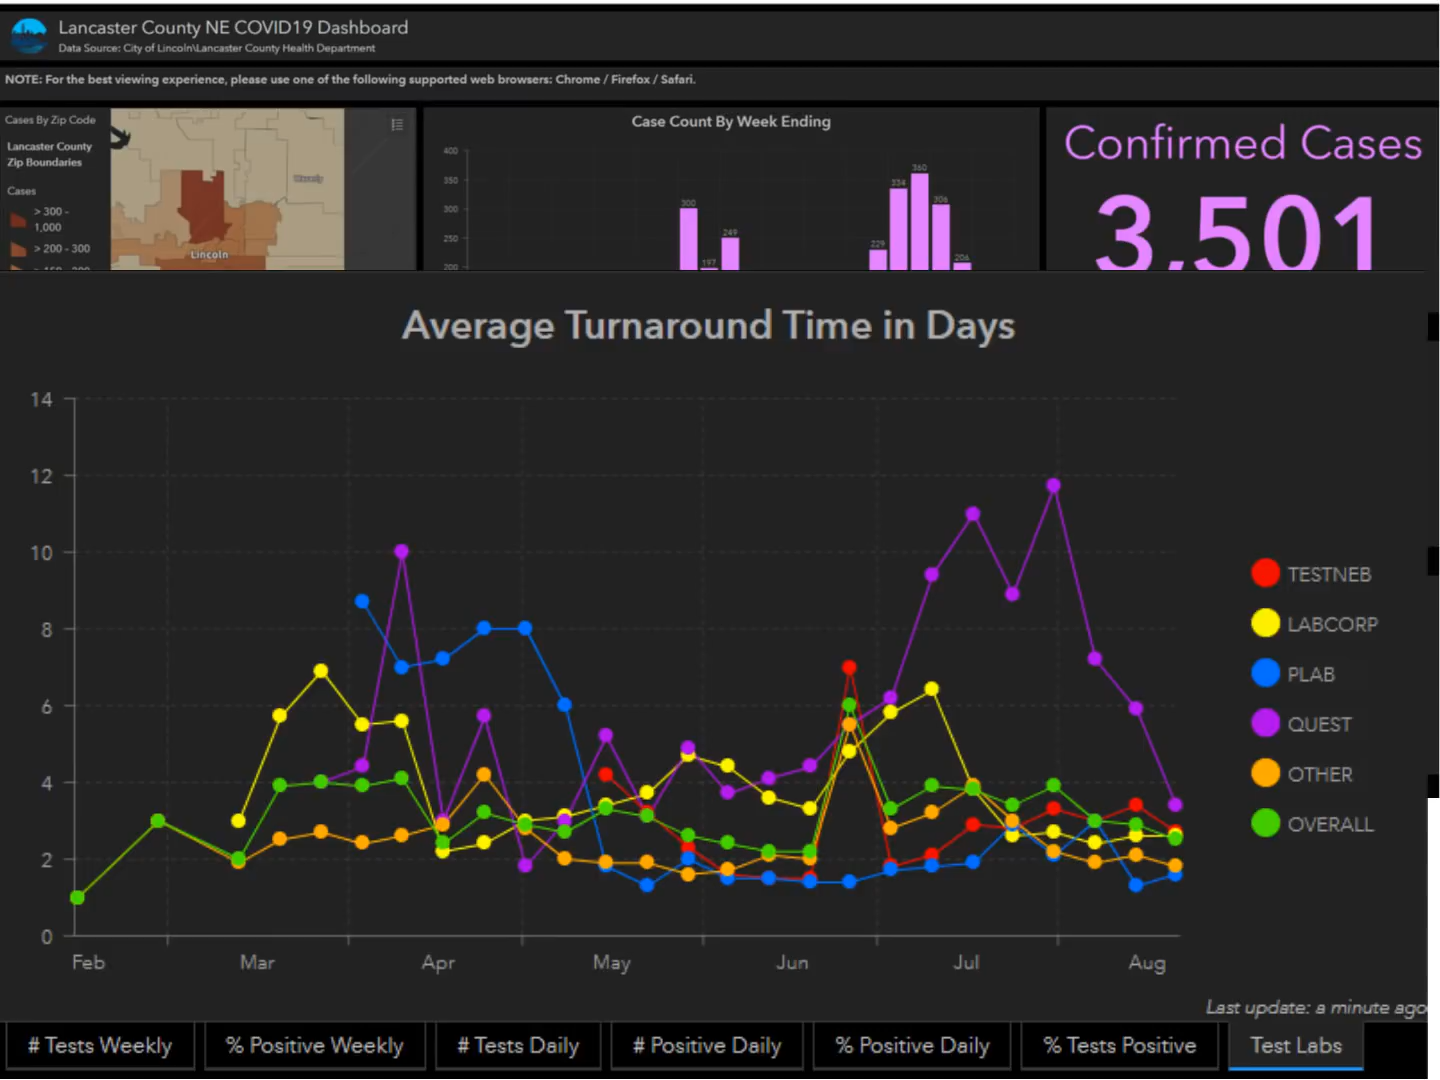 Lancaster County NE COVID19 Dashboard
Data Source: City of Lincoln\Lancaster County Health Department
NOTE: For the best viewing experience, please use one of the following supported web browsers: Chrome / Firefox / Safari.
Cases By Zip Code
Lancaster County
Zip Boundaries
Cases
> 300 -
1,000
> 200 - 300
Waverly
Lincoln
Case Count By Week Ending
400
350
300
250
200
300
197
249
229
334
360
306
206
Confirmed Cases
3,501
Average Turnaround Time in Days
14
12
10
8
6
4
2
0
Feb Mar Apr May Jun Jul Aug
TESTNEB
LABCORP
PLAB
QUEST
OTHER
OVERALL
Last update: a minute ago
# Tests Weekly % Positive Weekly # Tests Daily # Positive Daily % Positive Daily % Tests Positive Test Labs